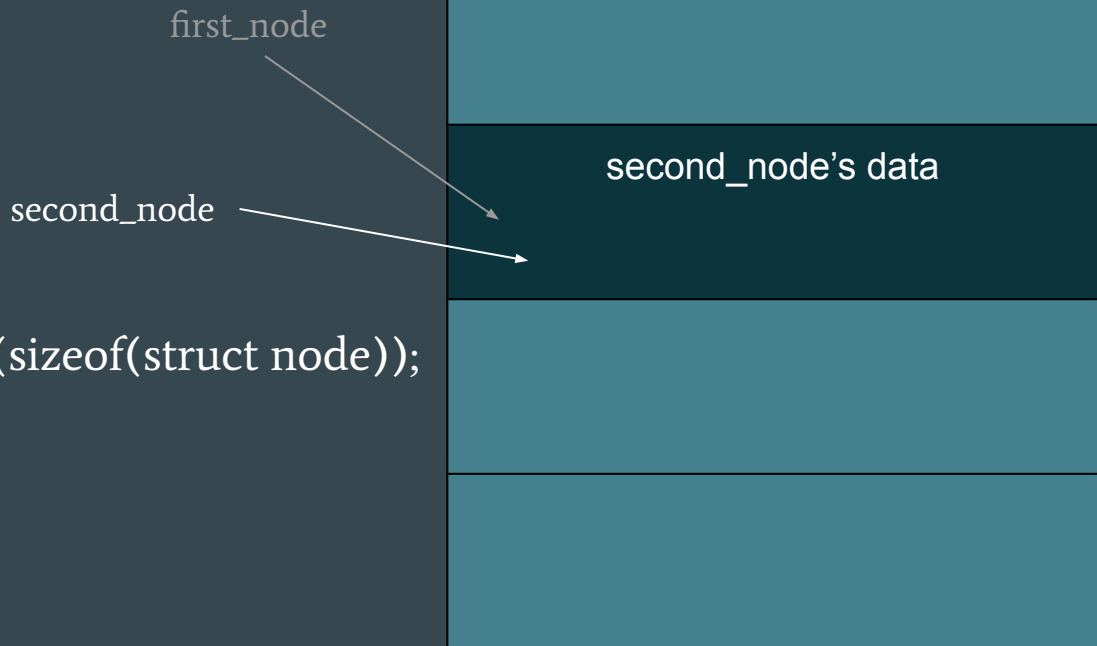 first_node
second_node's data
second_node
(sizeof(struct node));